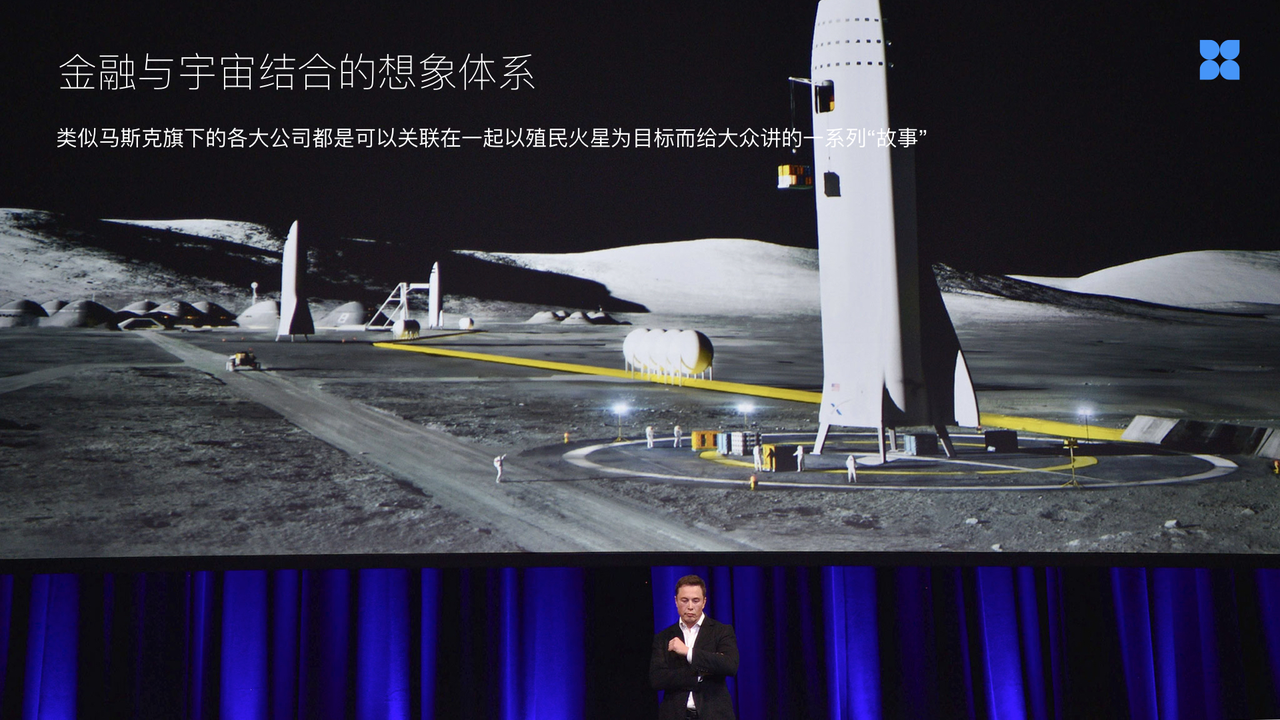 金融与宇宙结合的想象体系
类似马斯克旗下的各大公司都是可以关联在一起以殖民火星为目标而给大众讲的一系列“故事”